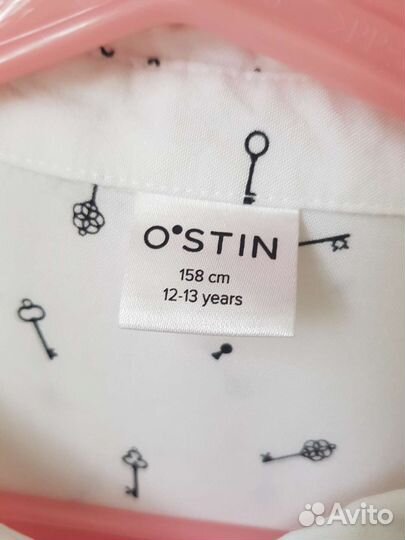 O'STIN
158 cm
12-13 years
Avito